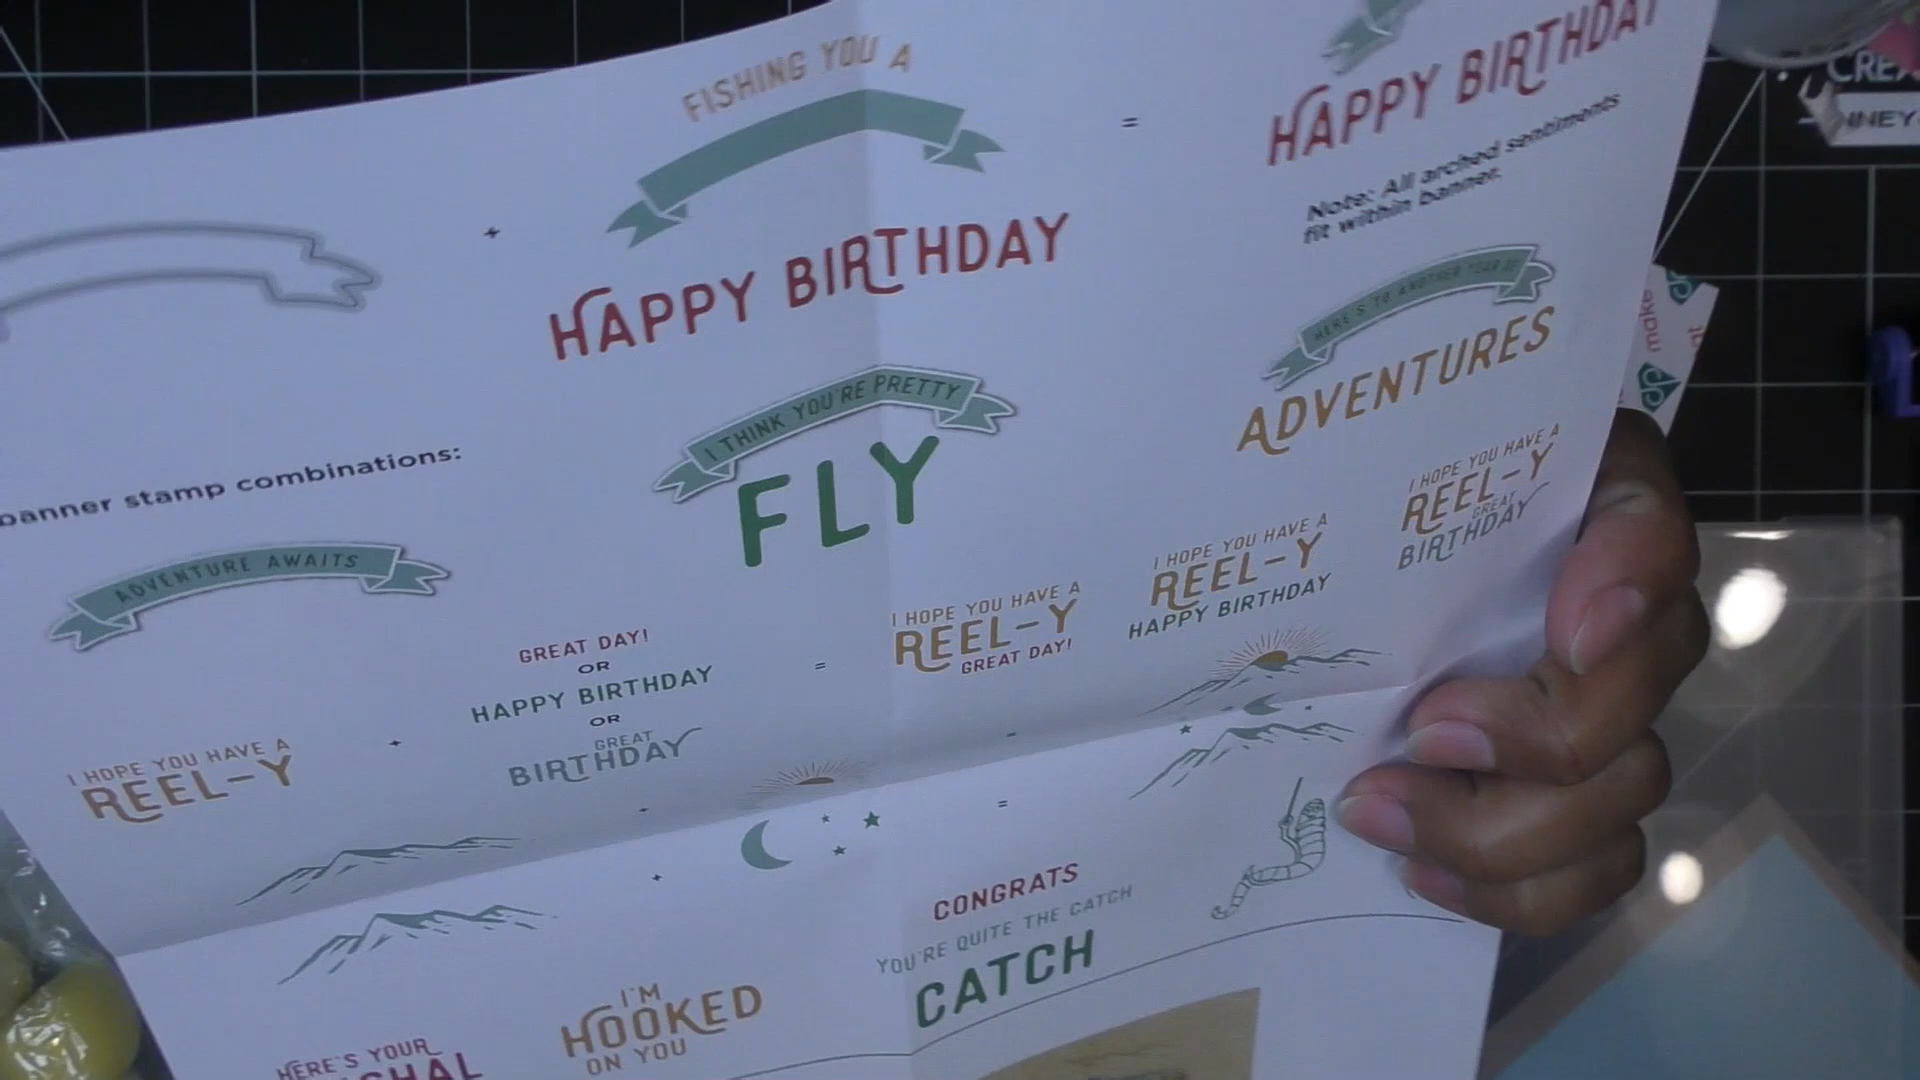 FISHING YOU A
+
HAPPY BIRTHDAY
=
HAPPY BIRTHDAY
Note: All arched sentiments
fit within banner.
banner stamp combinations:
ADVENTURE AWAITS
I THINK YOU'RE PRETTY
FLY
HERE'S TO ANOTHER YEAR OF
ADVENTURES
I HOPE YOU HAVE A
REEL-Y
+
GREAT DAY!
OR
HAPPY BIRTHDAY
OR
GREAT
BIRTHDAY
=
I HOPE YOU HAVE A
REEL-Y
GREAT DAY!
I HOPE YOU HAVE A
REEL-Y
HAPPY BIRTHDAY
I HOPE YOU HAVE A
REEL-Y
GREAT
BIRTHDAY
+
=
HERE'S YOUR
I'M
HOOKED
ON YOU
CONGRATS
YOU'RE QUITE THE CATCH
CATCH
make